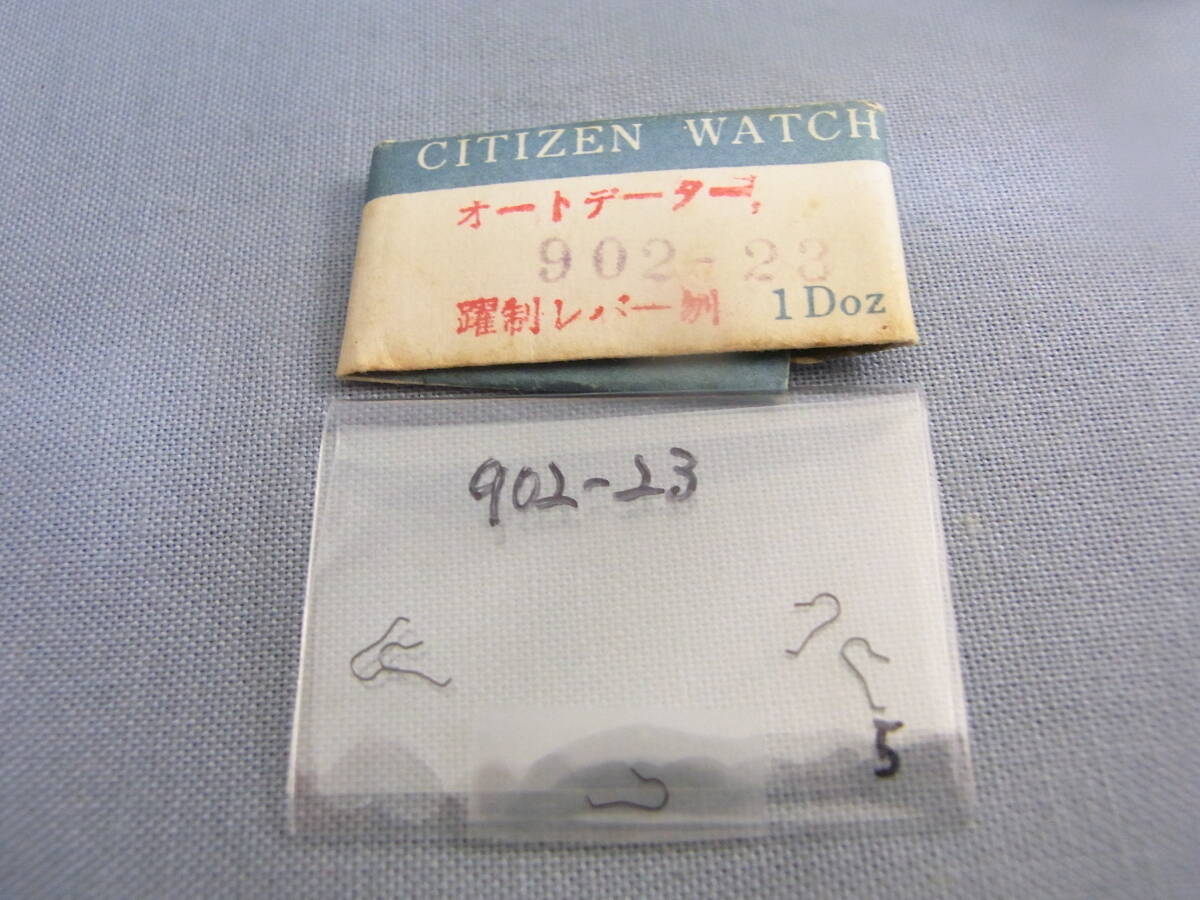 CITIZEN WATCH
オートデーター,
902-23
躍制レバー
1Doz
902-23
5